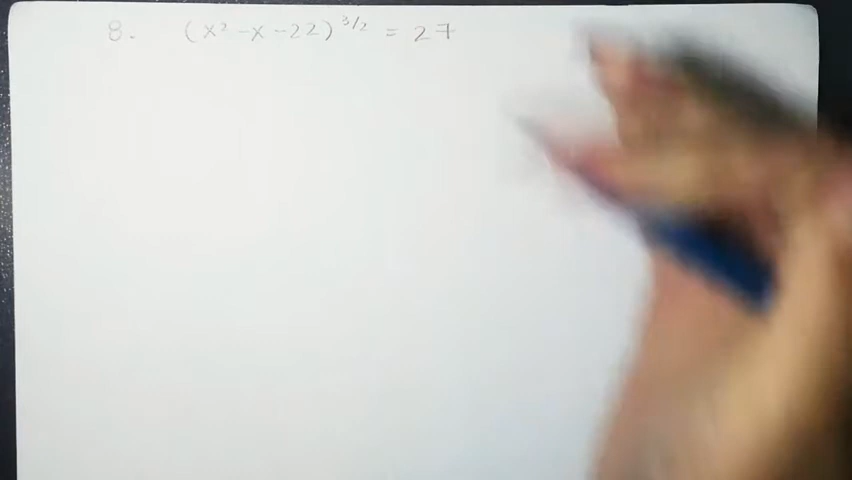 8. (x² -x -22)^3/2 = 27